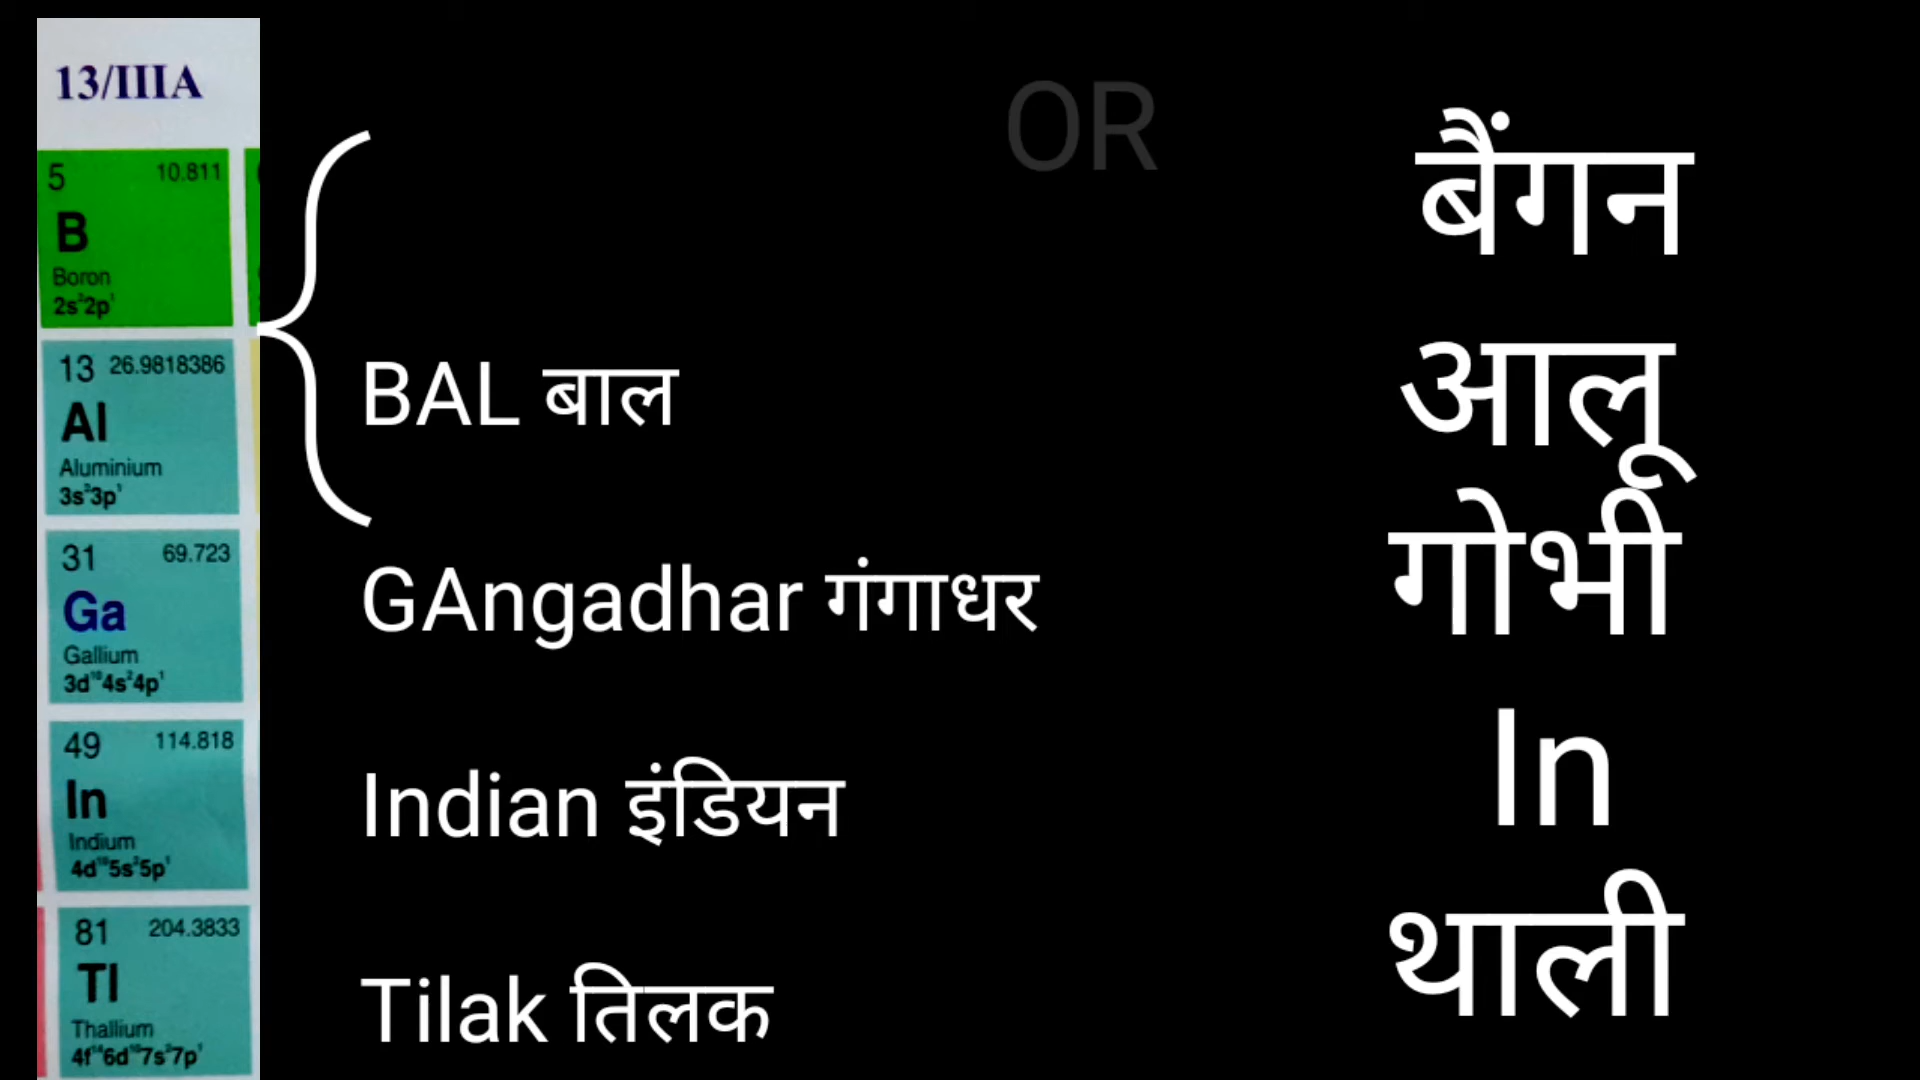 13/IIIA
5 10.811
B
Boron
2s²2p¹
13 26.9818386
Al
Aluminium
3s²3p¹
31 69.723
Ga
Gallium
3d¹⁰4s²4p¹
49 114.818
In
Indium
4d¹⁰5s²5p¹
81 204.3833
Tl
Thallium
4f¹⁴6d¹⁰7s²7p¹
BAL बाल
GAngadhar गंगाधर
Indian इंडियन
Tilak तिलक
OR
बैंगन
आलू
गोभी
In
थाली